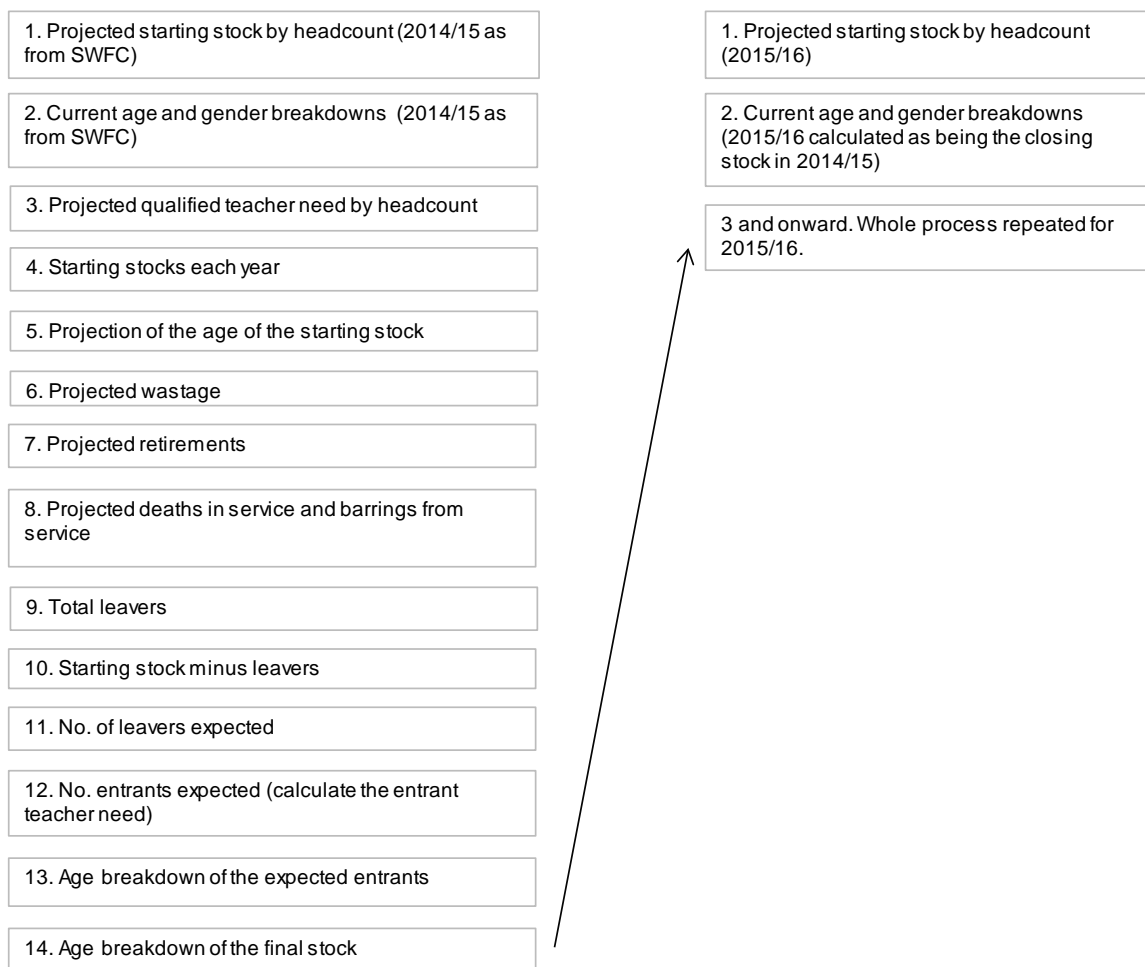 1. Projected starting stock by headcount (2014/15 as
from SWFC)
2. Current age and gender breakdowns (2014/15 as
from SWFC)
3. Projected qualified teacher need by headcount
4. Starting stocks each year
5. Projection of the age of the starting stock
6. Projected wastage
7. Projected retirements
8. Projected deaths in service and barrings from
service
9. Total leavers
10. Starting stock minus leavers
11. No. of leavers expected
12. No. entrants expected (calculate the entrant
teacher need)
13. Age breakdown of the expected entrants
14. Age breakdown of the final stock
1. Projected starting stock by headcount
(2015/16)
2. Current age and gender breakdowns
(2015/16 calculated as being the closing
stock in 2014/15)
3 and onward. Whole process repeated for
2015/16.